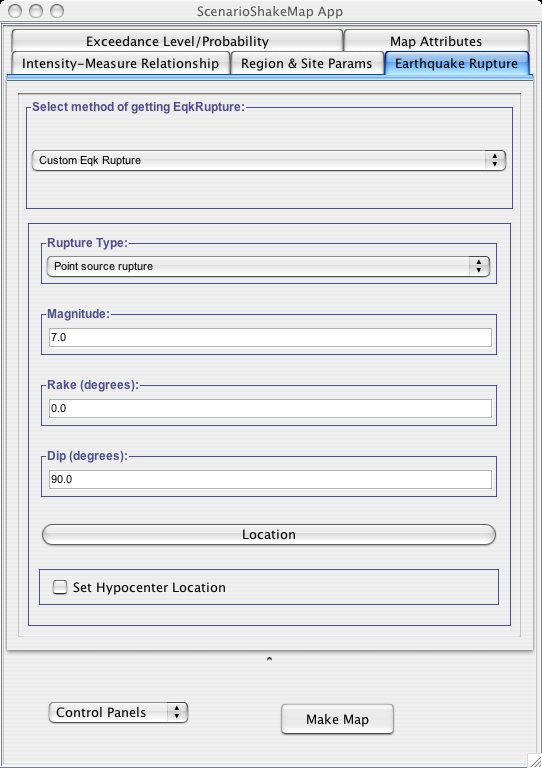 ScenarioShakeMap App
Exceedance Level/Probability
Map Attributes
Intensity-Measure Relationship
Region & Site Params
Earthquake Rupture
Select method of getting EqkRupture:
Custom Eqk Rupture
Rupture Type:
Point source rupture
Magnitude:
7.0
Rake (degrees):
0.0
Dip (degrees):
90.0
Location
Set Hypocenter Location
Control Panels
Make Map